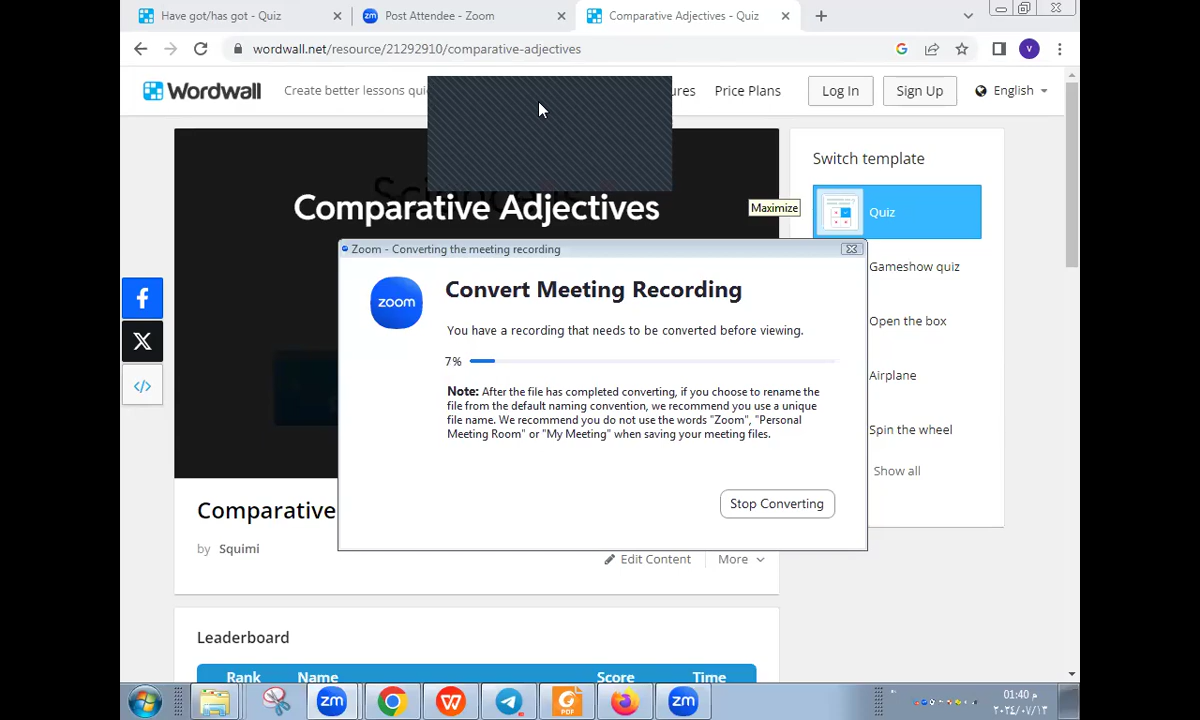 Have got/has got - Quiz
Post Attendee - Zoom
Comparative Adjectives - Quiz
wordwall.net/resource/21292910/comparative-adjectives
G
V
Wordwall
Create better lessons
Price Plans
Log In
Sign Up
English
Comparative Adjectives
Maximize
Switch template
Quiz
Gameshow quiz
Open the box
Airplane
Spin the wheel
Show all
Zoom - Converting the meeting recording
zoom
Convert Meeting Recording
You have a recording that needs to be converted before viewing.
7%
Note: After the file has completed converting, if you choose to rename the
file from the default naming convention, we recommend you use a unique
file name. We recommend you do not use the words "Zoom", "Personal
Meeting Room" or "My Meeting" when saving your meeting files.
Stop Converting
Comparative
by Squimi
Edit Content
More
Leaderboard
Rank Name Score Time
zm
zm
PDF
01:40 م
٢٠٢٤/٠٧/١٣